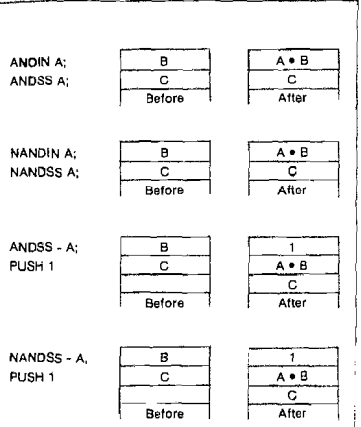 ANDIN A; B A • B
ANDSS A; C C
Before After
NANDIN A; B A • B
NANDSS A; C C
Before After
ANDSS - A; B 1
PUSH 1 C A • B
C
Before After
NANDSS - A, B 1
PUSH 1 C A • B
C
Before After